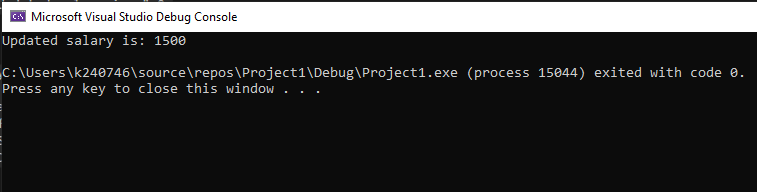 Microsoft Visual Studio Debug Console
Updated salary is: 1500
C:\Users\k240746\source\repos\Project1\Debug\Project1.exe (process 15044) exited with code 0.
Press any key to close this window . . .